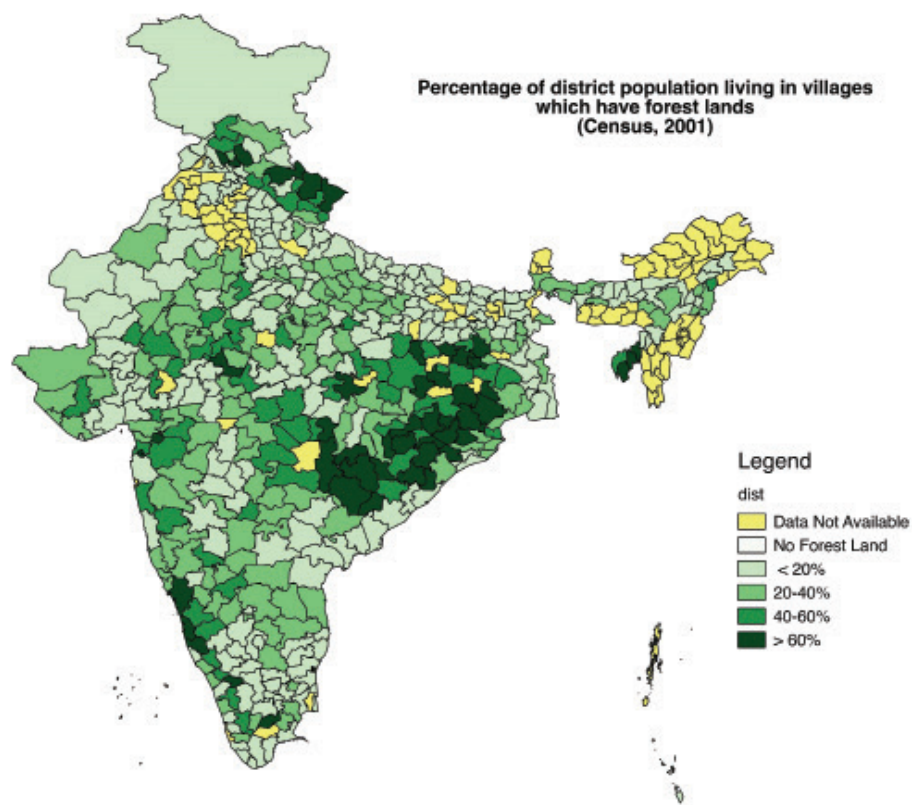 Percentage of district population living in villages
which have forest lands
(Census, 2001)
Legend
dist
Data Not Available
No Forest Land
< 20%
20-40%
40-60%
> 60%